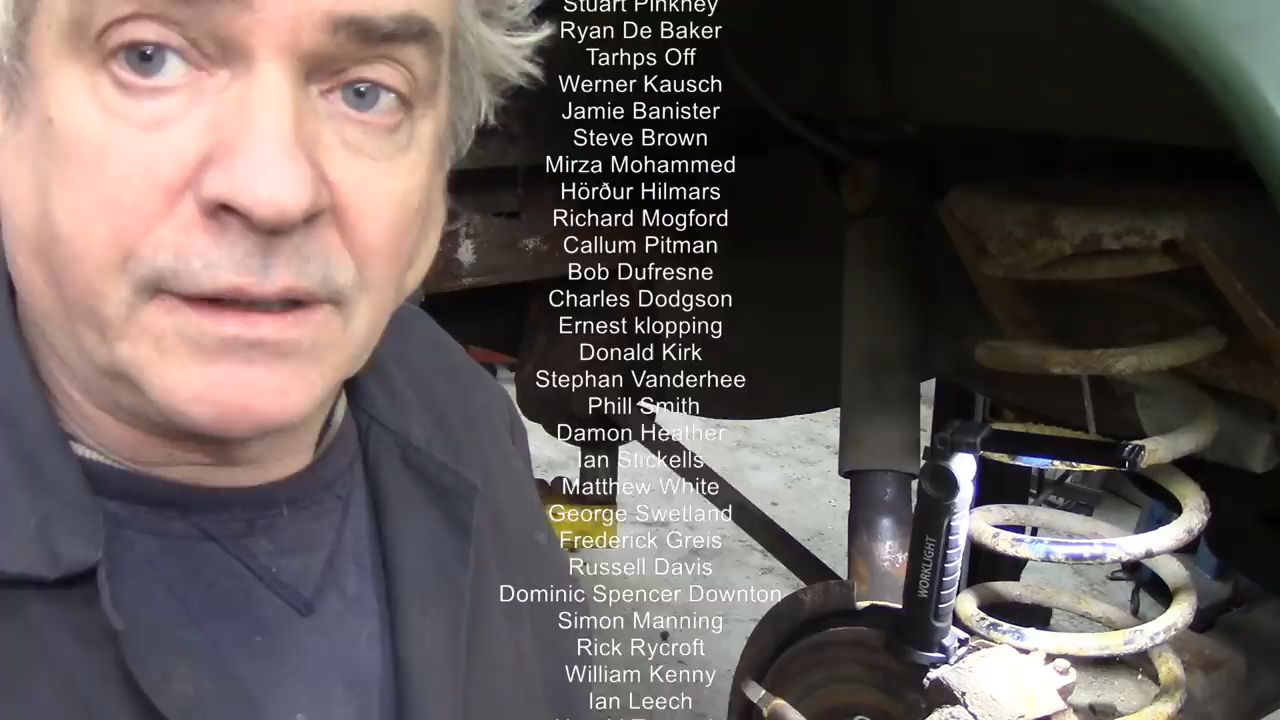 Stuart Pinkney
Ryan De Baker
Tarhps Off
Werner Kausch
Jamie Banister
Steve Brown
Mirza Mohammed
Hörður Hilmars
Richard Mogford
Callum Pitman
Bob Dufresne
Charles Dodgson
Ernest klopping
Donald Kirk
Stephan Vanderhee
Phill Smith
Damon Heather
Ian Stickells
Matthew White
George Swetland
Frederick Greis
Russell Davis
Dominic Spencer Downton
Simon Manning
Rick Rycroft
William Kenny
Ian Leech
WORKLIGHT